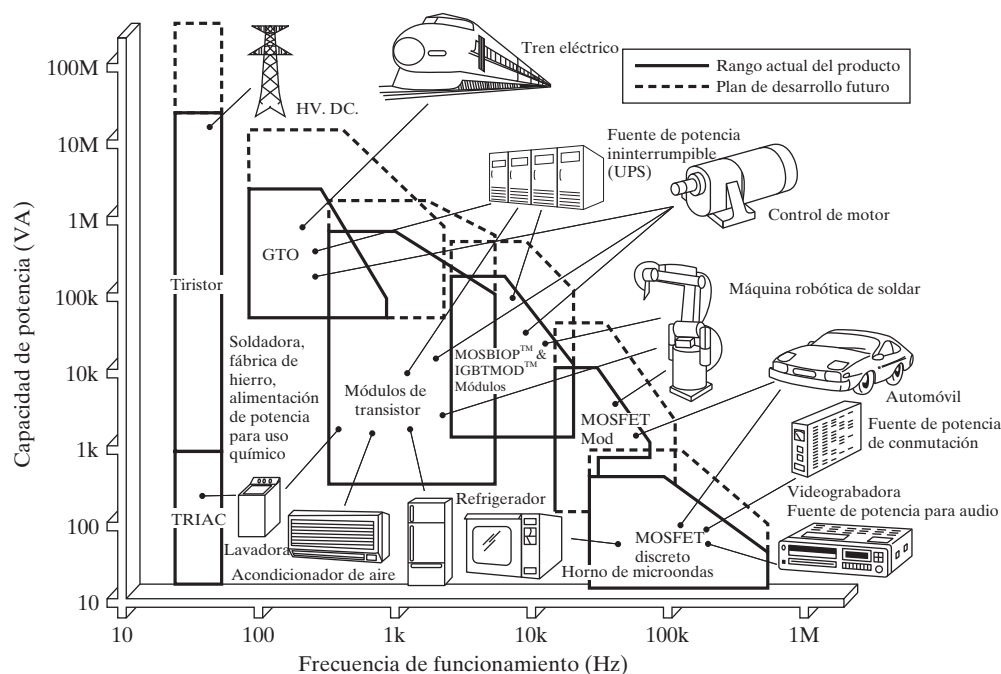 Capacidad de potencia (VA)
100M
10M
1M
100k
10k
1k
100
10
10
100
1k
10k
100k
1M
Frecuencia de funcionamiento (Hz)
Rango actual del producto
Plan de desarrollo futuro
Tren eléctrico
HV. DC.
Fuente de potencia
ininterrumpible
(UPS)
Control de motor
Máquina robótica de soldar
Automóvil
Fuente de potencia
de conmutación
Videograbadora
Fuente de potencia para audio
Tiristor
GTO
Soldadora,
fábrica de
hierro,
alimentación
de potencia
para uso
químico
Módulos de
transistor
MOSBIOP™ &
IGBTMOD™
Módulos
MOSFET
Mod
TRIAC
Lavadora
Acondicionador de aire
Refrigerador
MOSFET
discreto
Horno de microondas